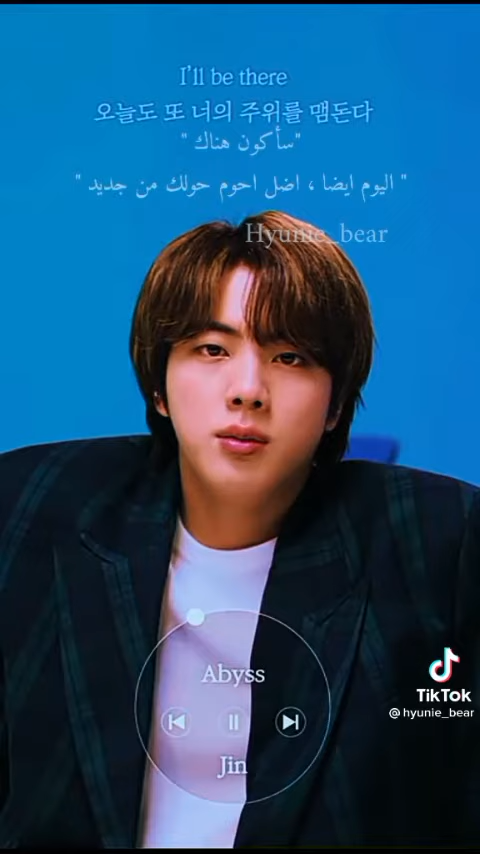 I'll be there
오늘도 또 너의 주위를 맴돈다
"سأكون هناك "
" اليوم ايضا ، اضل احوم حولك من جديد "
Hyunie_bear
Abyss
Jin
TikTok
@hyunie_bear